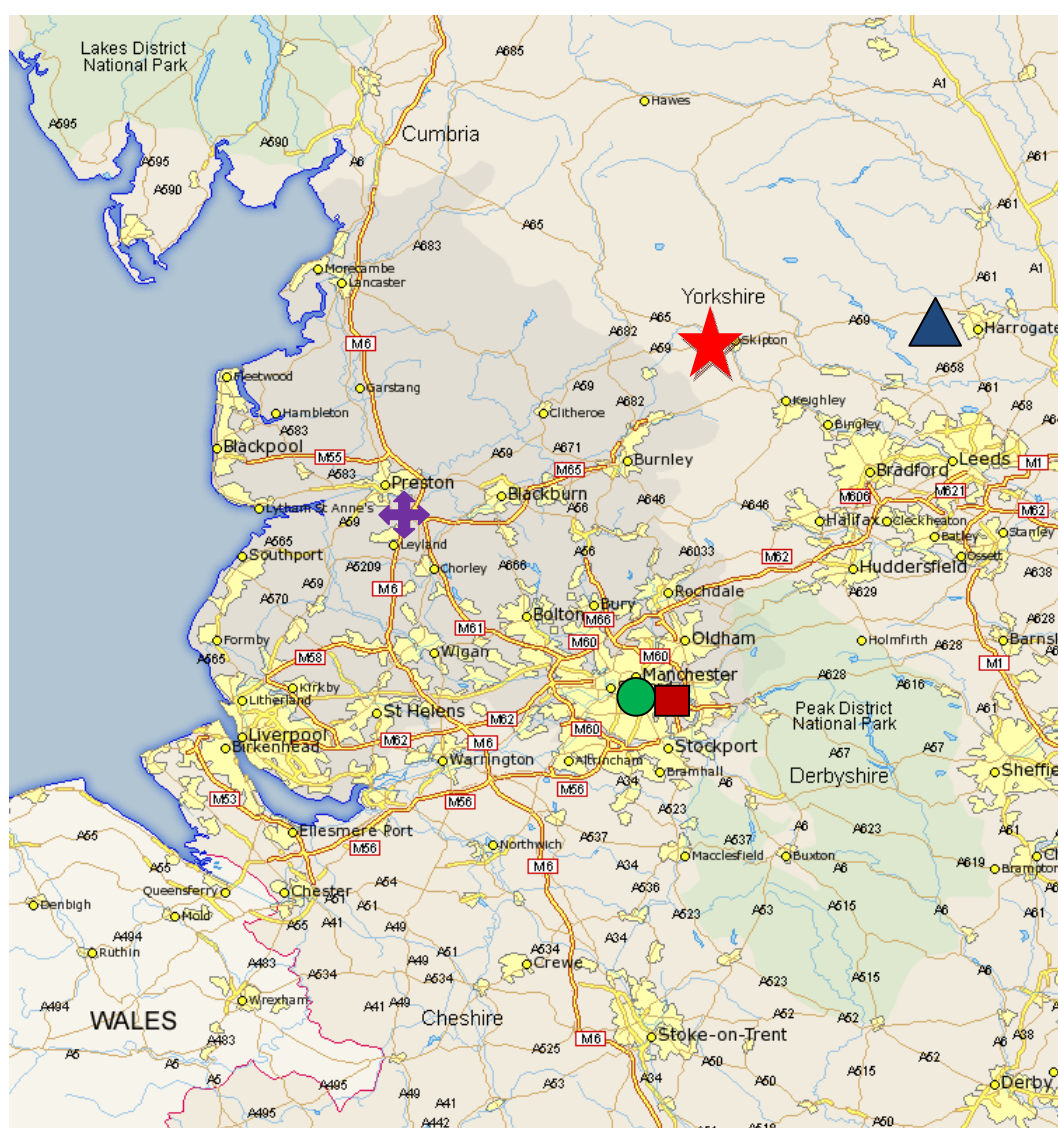 Lakes District
National Park
A685
A1
Hawes
A595
A590
Cumbria
A595
A6
A61
A590
A61
A65
A683
Morecambe
Lancaster
A1
A61
Yorkshire
A65
A682
A59
Harrogate
Skipton
A59
M6
A658
Fleetwood
Garstang
A59
A61
Hambleton
Clitheroe
A682
Keighley
A58
A583
Bingley
Blackpool
A671
M55
A59
Burnley
Leeds
M1
A583
M65
Bradford
Preston
Blackburn
M606
M621
A646
A646
Lytham St Anne's
A56
M62
A59
Halifax
Cleckheaton
A565
Leyland
Batley
Stanley
Southport
A56
A6033
M62
Ossett
A5209
Chorley
A666
Huddersfield
A638
A59
M6
Rochdale
A629
A570
Bury
Bolton
M66
A628
Formby
M61
M60
Oldham
Holmfirth
A628
Barnsl
A565
M58
Wigan
M60
M1
Manchester
A628
A616
Kirkby
Litherland
Peak District
National Park
A61
St Helens
M62
Liverpool
M60
Birkenhead
M62
M6
Stockport
A57
A57
Warrington
Altrincham
Bramhall
Derbyshire
Sheffie
A34
A6
M53
M56
M56
A523
Ellesmere Port
A6
A623
A61
A55
A537
A537
M56
Northwich
Macclesfield
Buxton
A55
A34
A6
A619
M6
Brampton
Queensferry
Chester
A54
A536
Denbigh
A51
A51
A515
A6
Mold
A523
A53
A61
A55
A41
A49
A34
A494
A51
A534
Ruthin
A483
A49
Crewe
A6
A534
A534
A523
A515
Wrexham
A494
A41
A49
A52
WALES
Cheshire
A52
A483
M6
Stoke-on-Trent
A38
A5
A525
A50
A52
A5
A5
A34
A50
A515
A495
A53
Derby
A41
A495
A442
A50